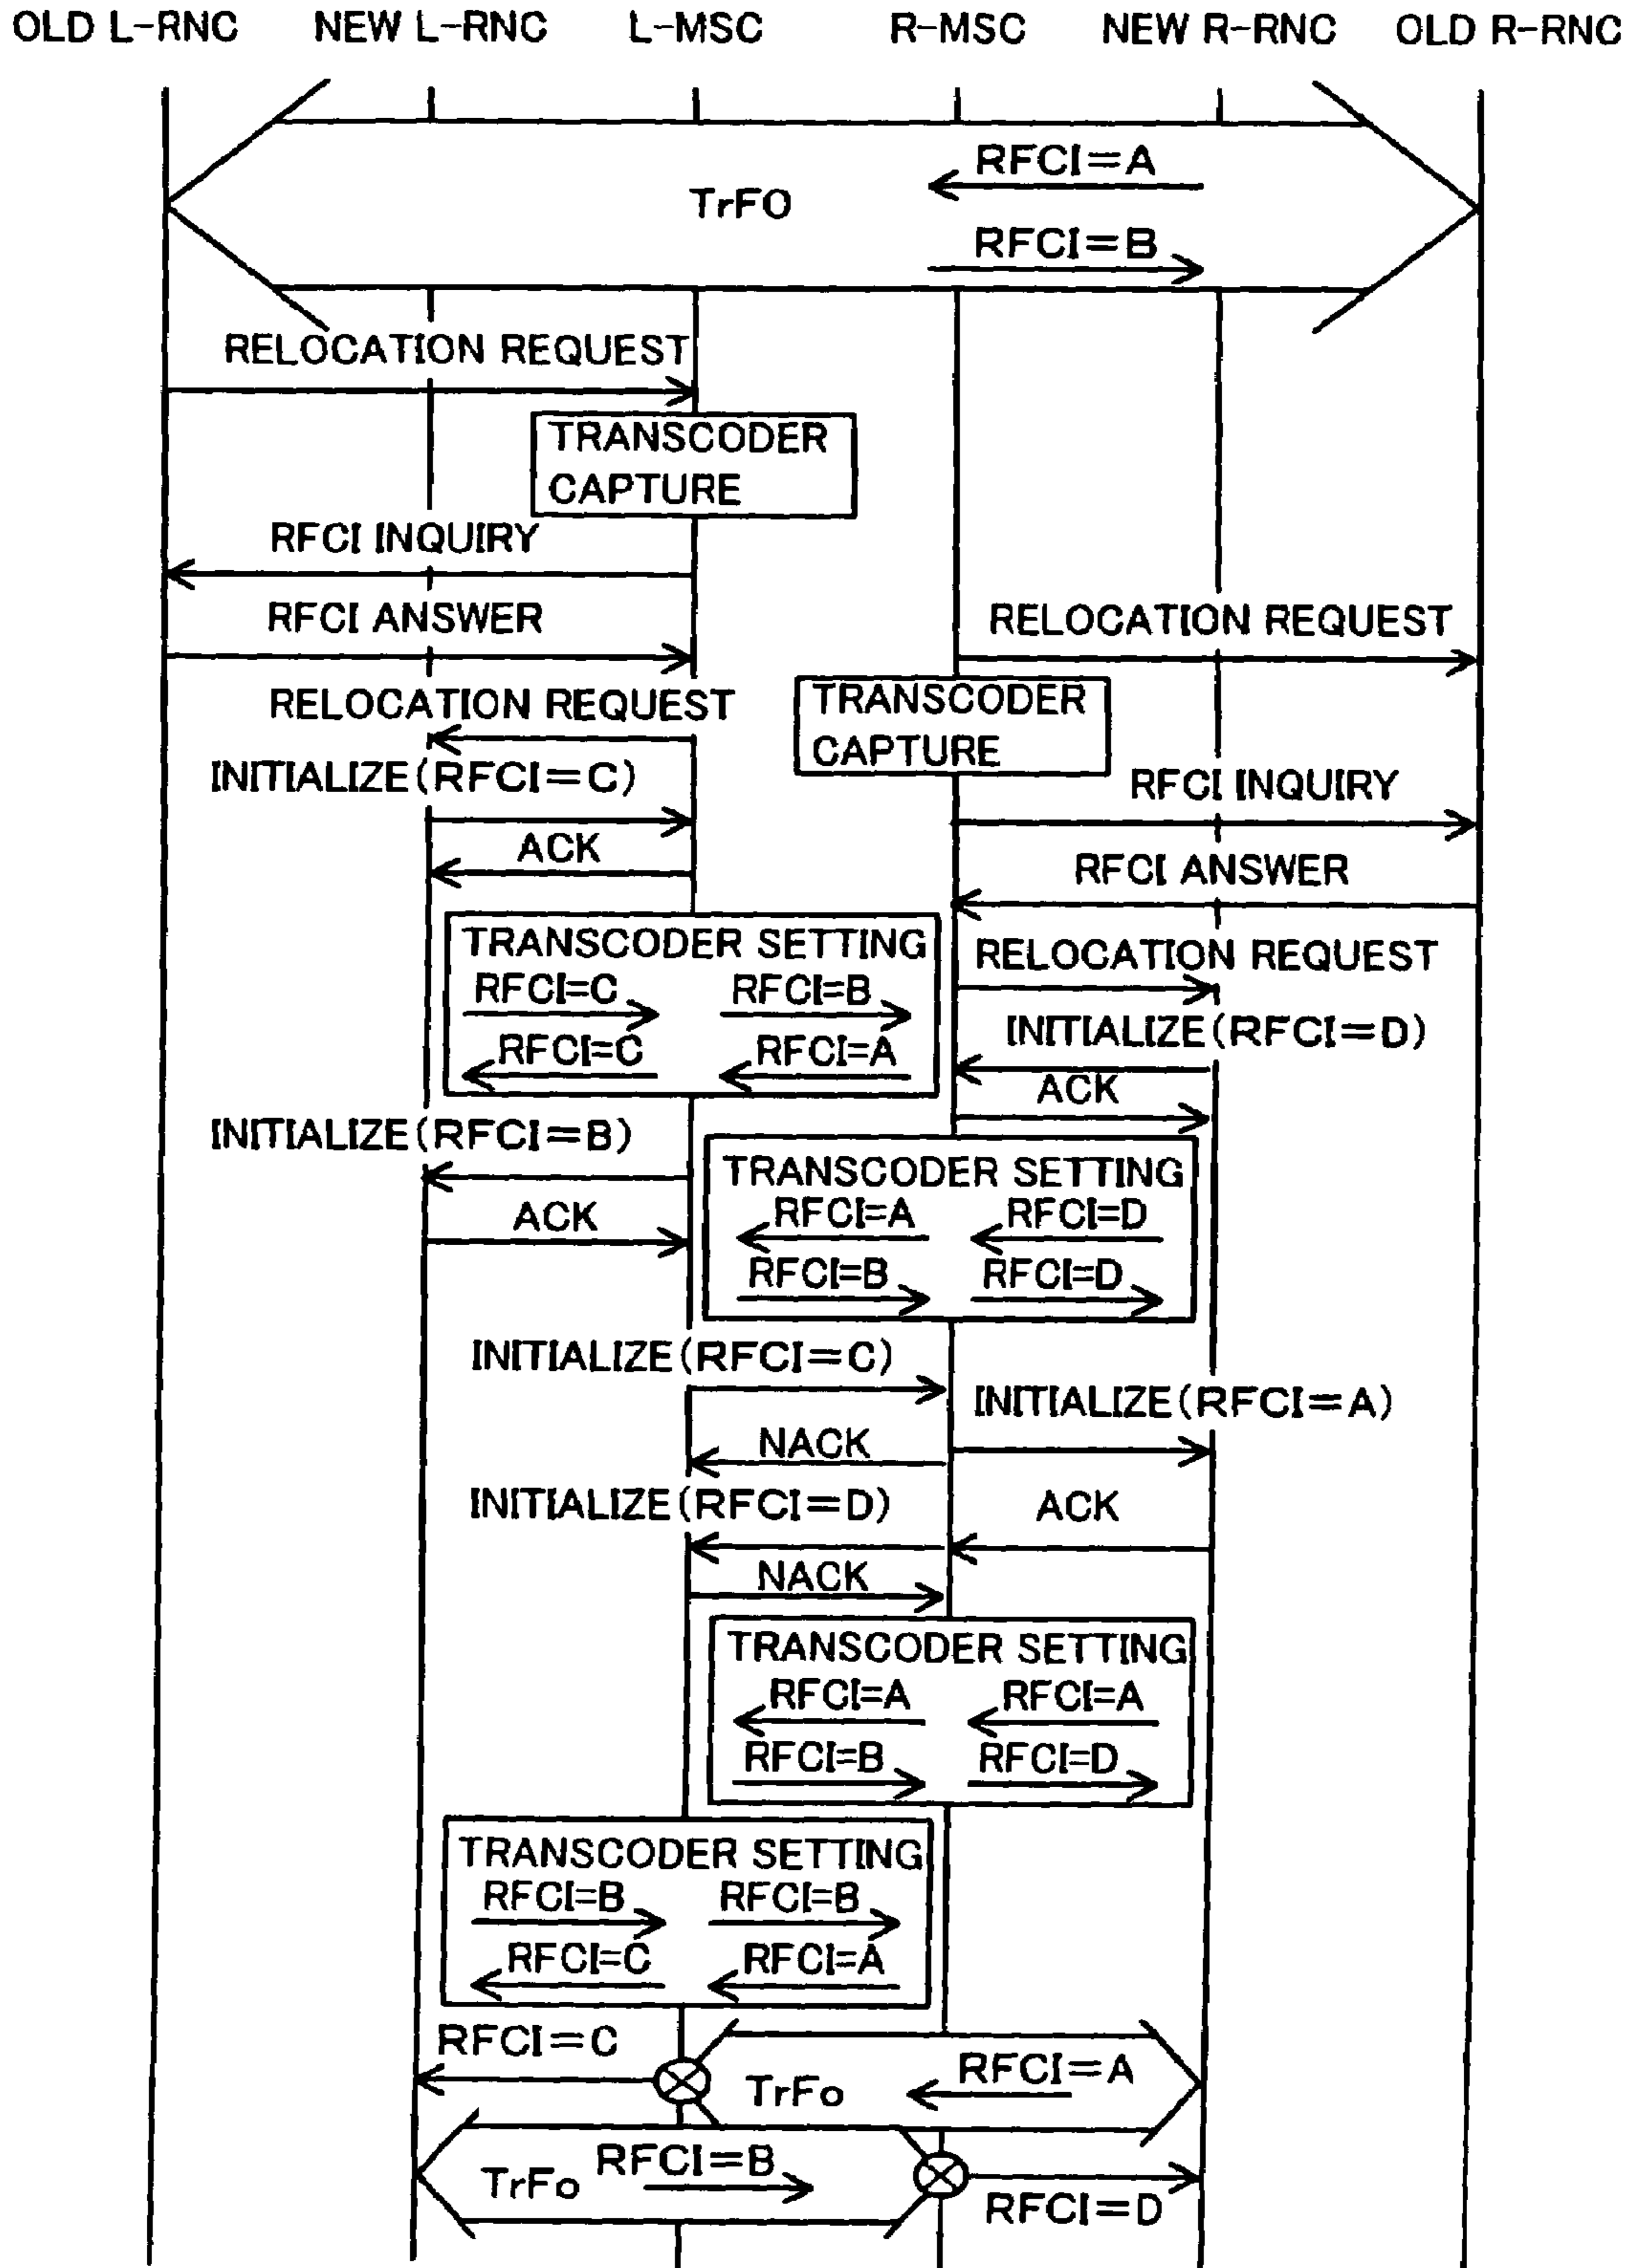 OLD L-RNC NEW L-RNC L-MSC R-MSC NEW R-RNC OLD R-RNC
RFCI=A
TrFO
RFCI=B
RELOCATION REQUEST
TRANSCODER
CAPTURE
RFCI INQUIRY
RFCI ANSWER
RELOCATION REQUEST
RELOCATION REQUEST
TRANSCODER
CAPTURE
INITIALIZE(RFCI=C)
RFCI INQUIRY
ACK
RFCI ANSWER
TRANSCODER SETTING
RFCI=C RFCI=B
RFCI=C RFCI=A
RELOCATION REQUEST
INITIALIZE(RFCI=D)
ACK
INITIALIZE(RFCI=B)
ACK
TRANSCODER SETTING
RFCI=A RFCI=D
RFCI=B RFCI=D
INITIALIZE(RFCI=C)
INITIALIZE(RFCI=A)
NACK
INITIALIZE(RFCI=D)
ACK
NACK
TRANSCODER SETTING
RFCI=A RFCI=A
RFCI=B RFCI=D
TRANSCODER SETTING
RFCI=B RFCI=B
RFCI=C RFCI=A
RFCI=C
RFCI=A
TrFo
RFCI=B
TrFo
RFCI=D